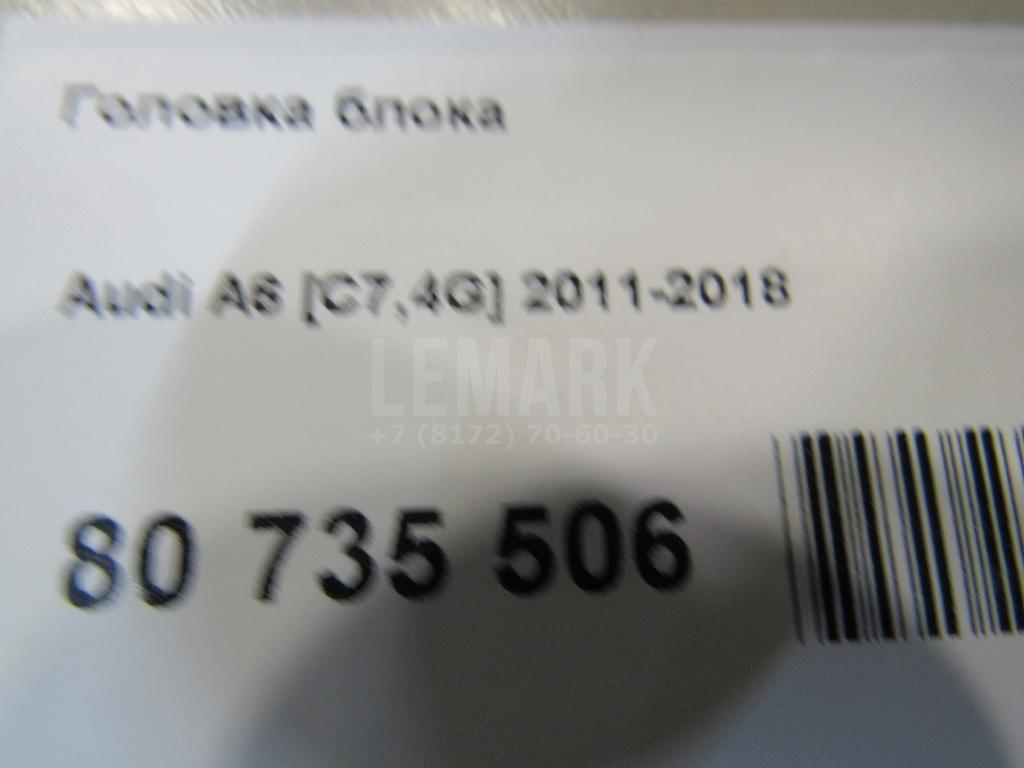 Головка блока
Audi A6 [C7,4G] 2011-2018
LEMARK
+7 (8172) 70-60-30
80 735 506